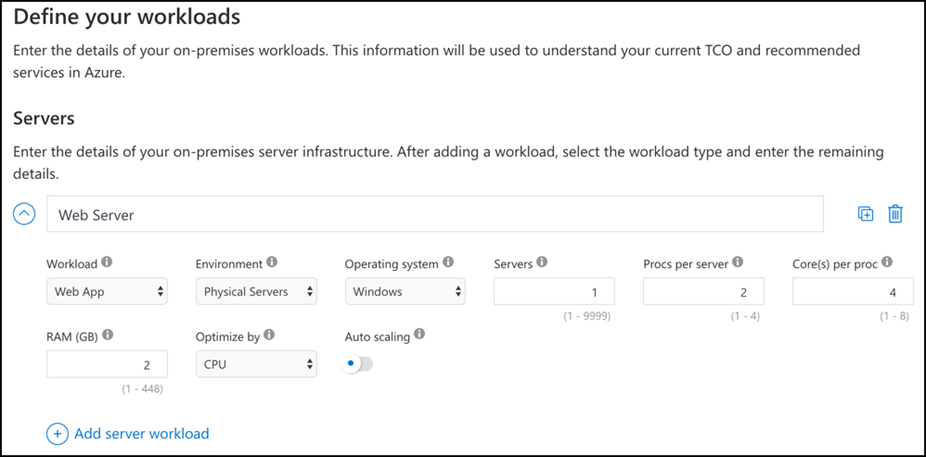 Define your workloads
Enter the details of your on-premises workloads. This information will be used to understand your current TCO and recommended
services in Azure.
Servers
Enter the details of your on-premises server infrastructure. After adding a workload, select the workload type and enter the remaining
details.
Web Server
Workload Environment Operating system Servers Procs per server Core(s) per proc
Web App Physical Servers Windows 1 2 4
(1 - 9999) (1 - 4) (1 - 8)
RAM (GB) Optimize by Auto scaling
2 CPU
(1 - 448)
Add server workload